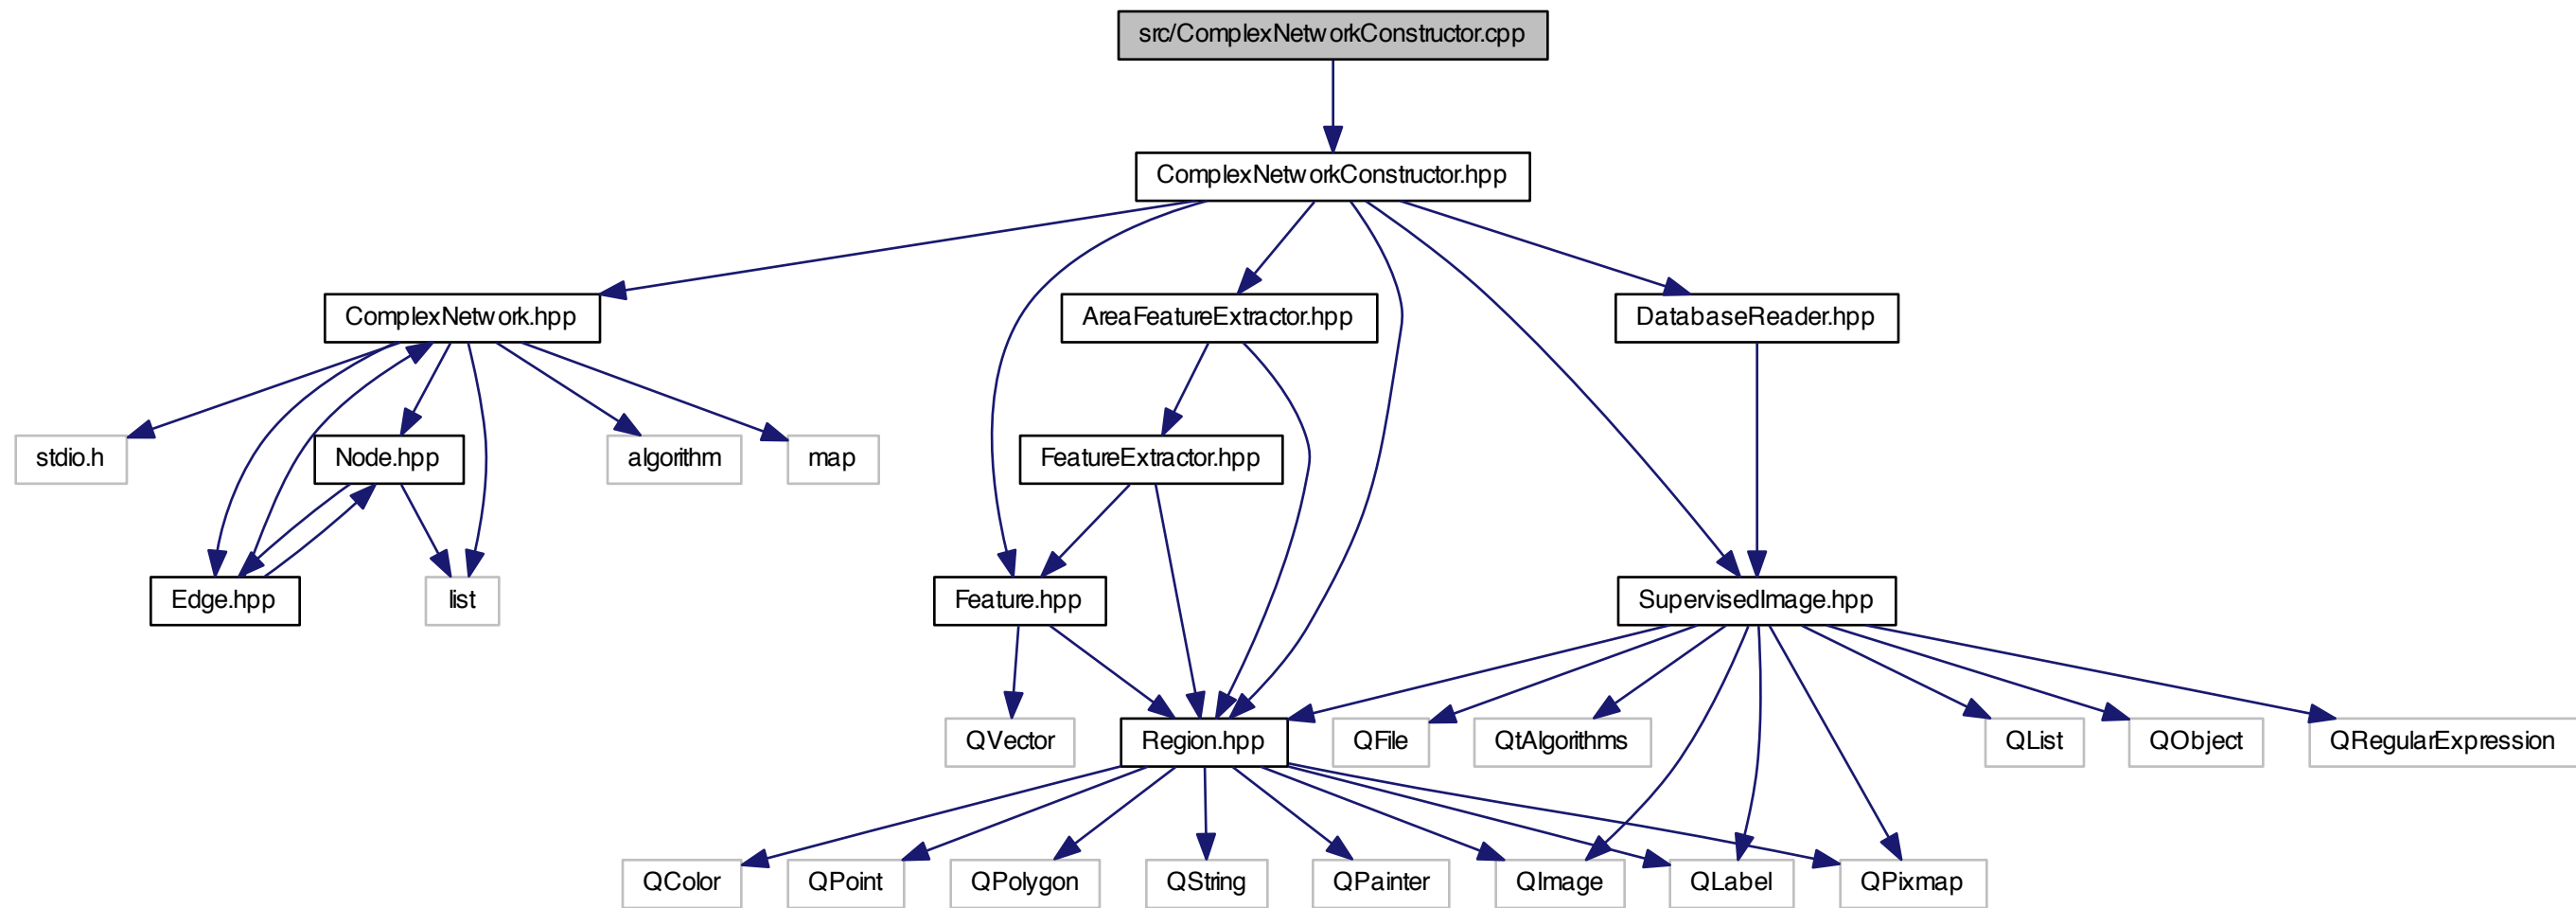 src/ComplexNetworkConstructor.cpp
ComplexNetworkConstructor.hpp
ComplexNetwork.hpp
AreaFeatureExtractor.hpp
DatabaseReader.hpp
stdio.h
Node.hpp
algorithm
map
FeatureExtractor.hpp
Edge.hpp
list
Feature.hpp
SupervisedImage.hpp
QVector
Region.hpp
QFile
QtAlgorithms
QList
QObject
QRegularExpression
QColor
QPoint
QPolygon
QString
QPainter
QImage
QLabel
QPixmap